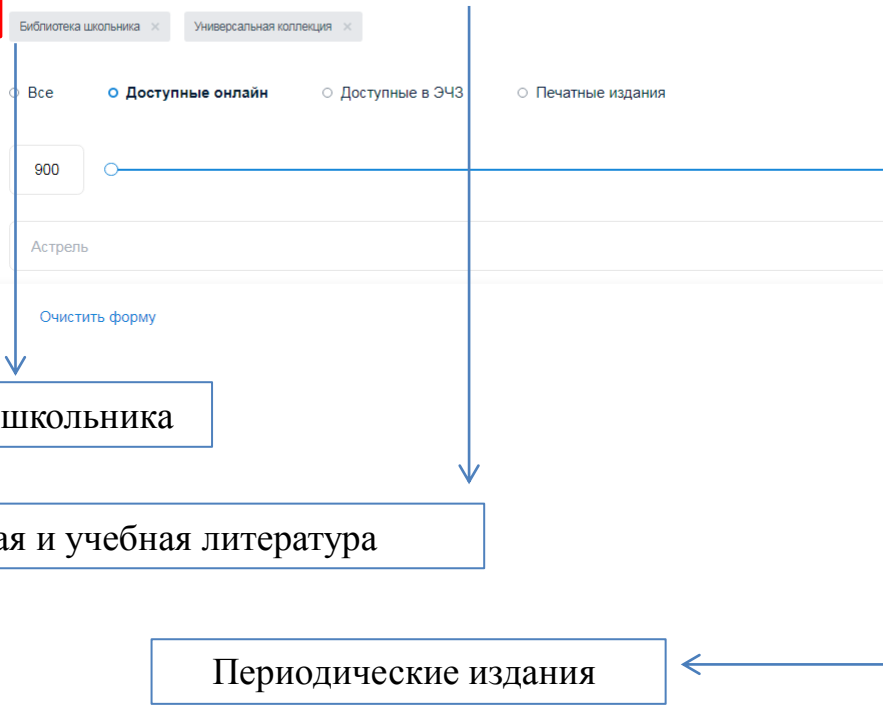 Библиотека школьника × Универсальная коллекция ×
Все Доступные онлайн Доступные в ЭЧЗ Печатные издания
900
Астрель
Очистить форму
школьника
ая и учебная литература
Периодические издания